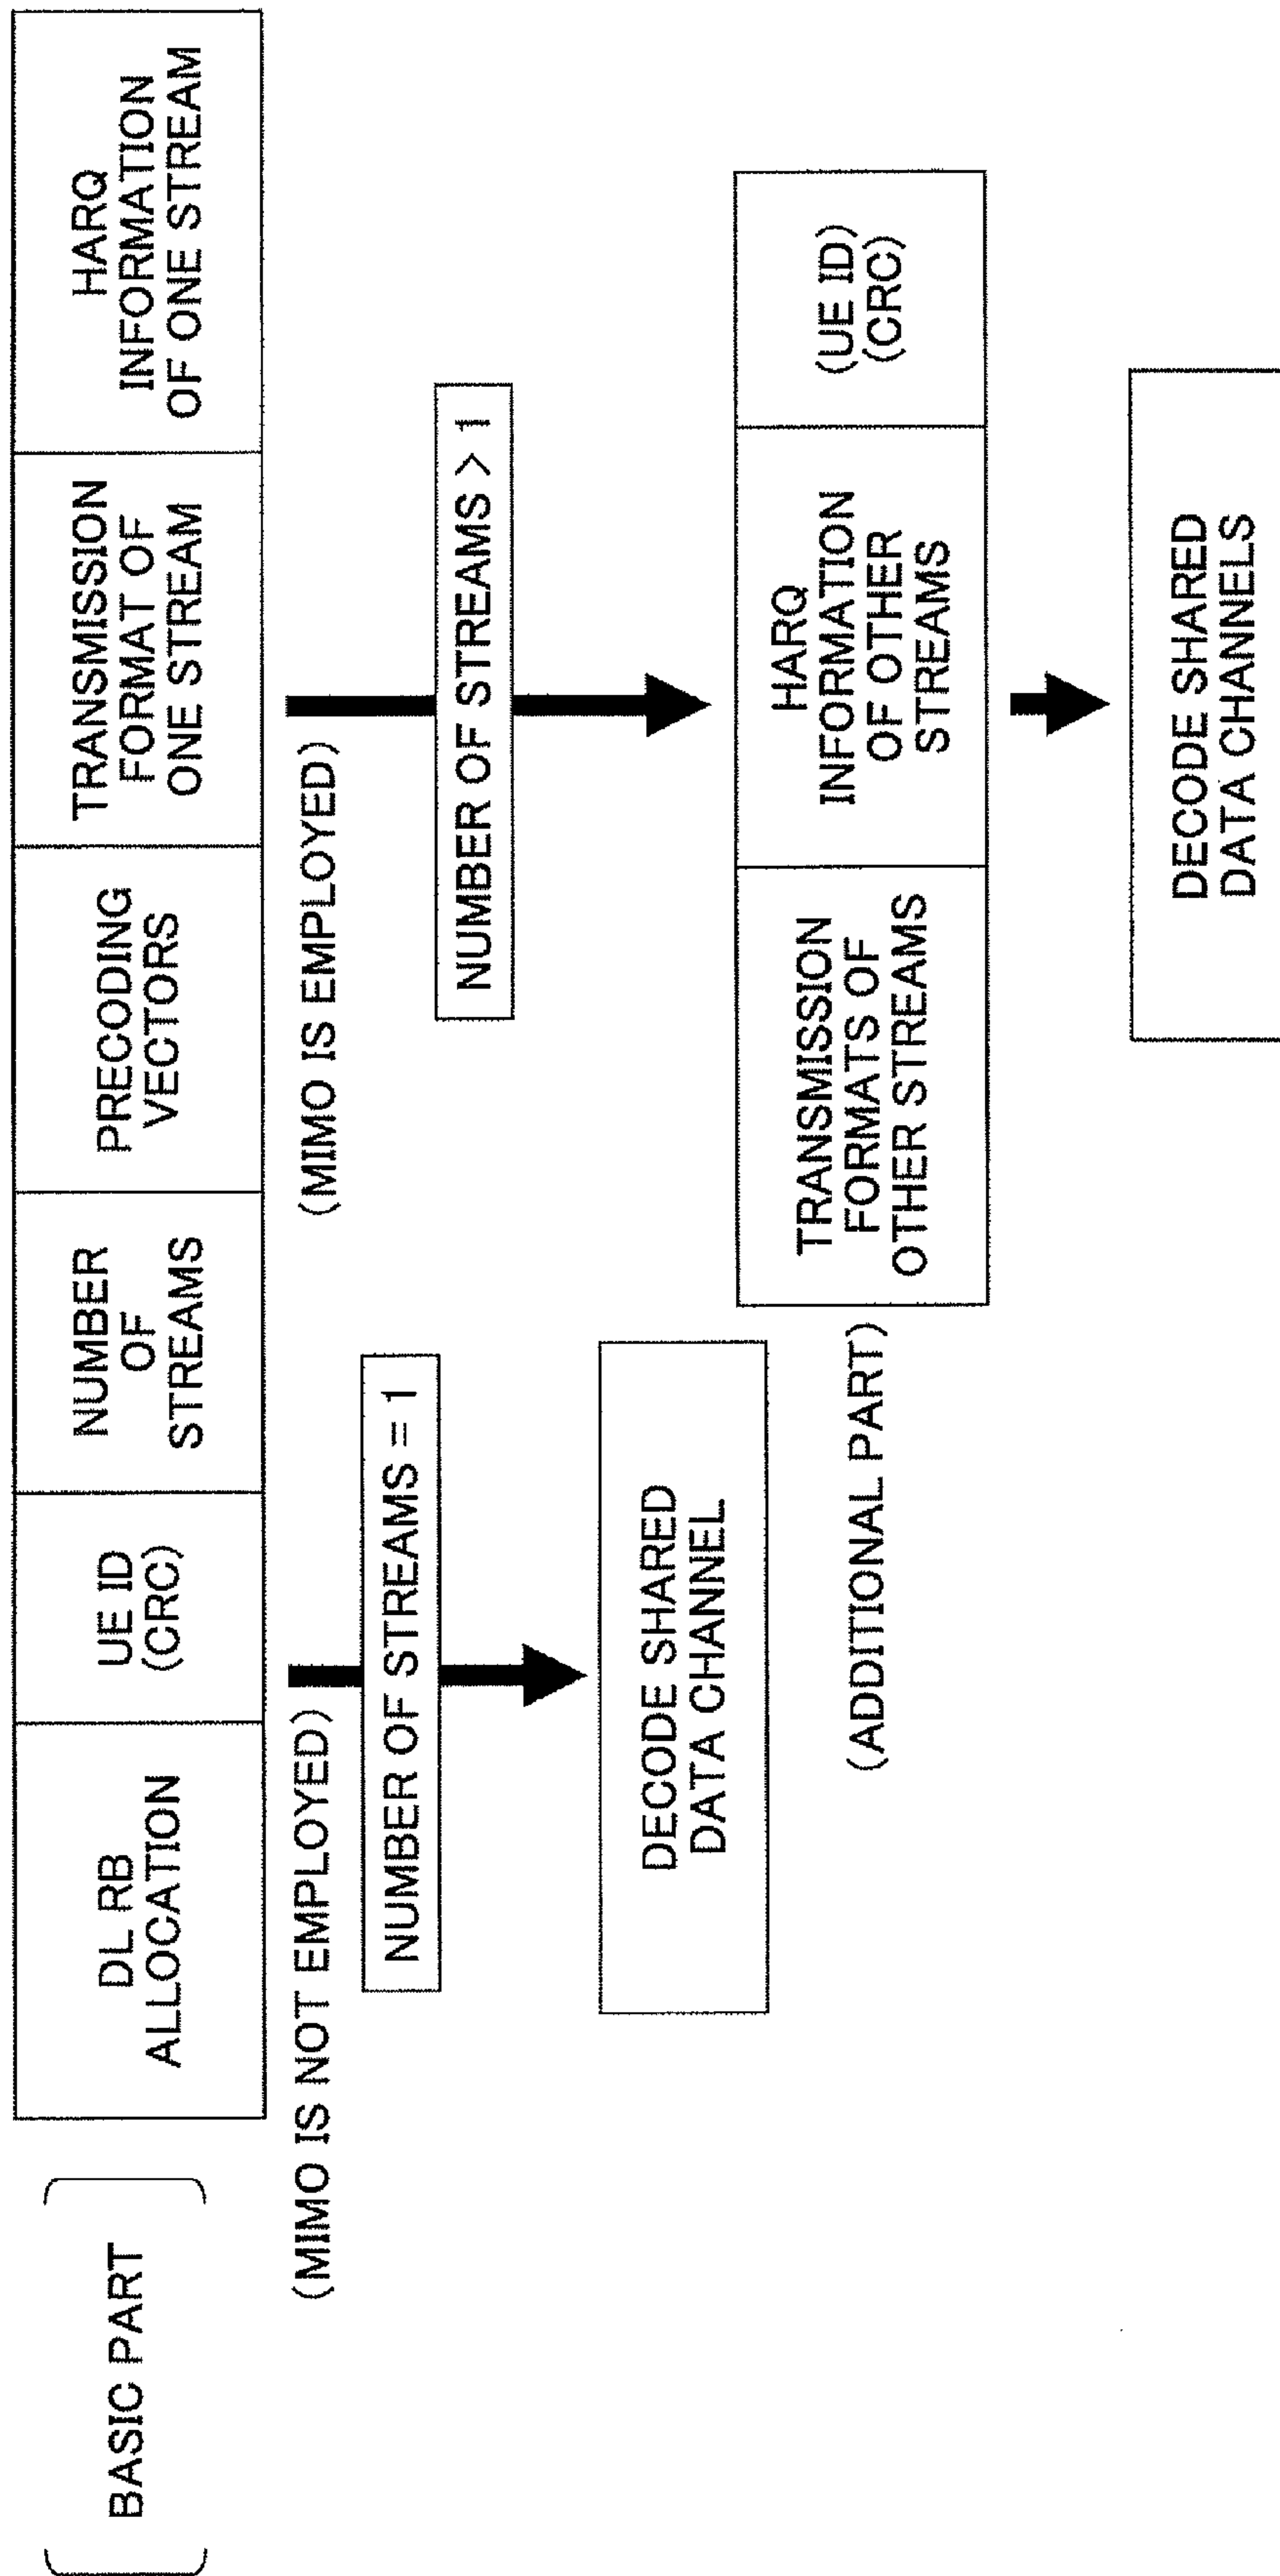 BASIC PART
DL RB
ALLOCATION
UE ID
(CRC)
NUMBER
OF
STREAMS
PRECODING
VECTORS
TRANSMISSION
FORMAT OF
ONE STREAM
HARQ
INFORMATION
OF ONE STREAM
(MIMO IS NOT EMPLOYED)
NUMBER OF STREAMS = 1
DECODE SHARED
DATA CHANNEL
(MIMO IS EMPLOYED)
NUMBER OF STREAMS > 1
(ADDITIONAL PART)
TRANSMISSION
FORMATS OF
OTHER STREAMS
HARQ
INFORMATION
OF OTHER
STREAMS
(UE ID)
(CRC)
DECODE SHARED
DATA CHANNELS